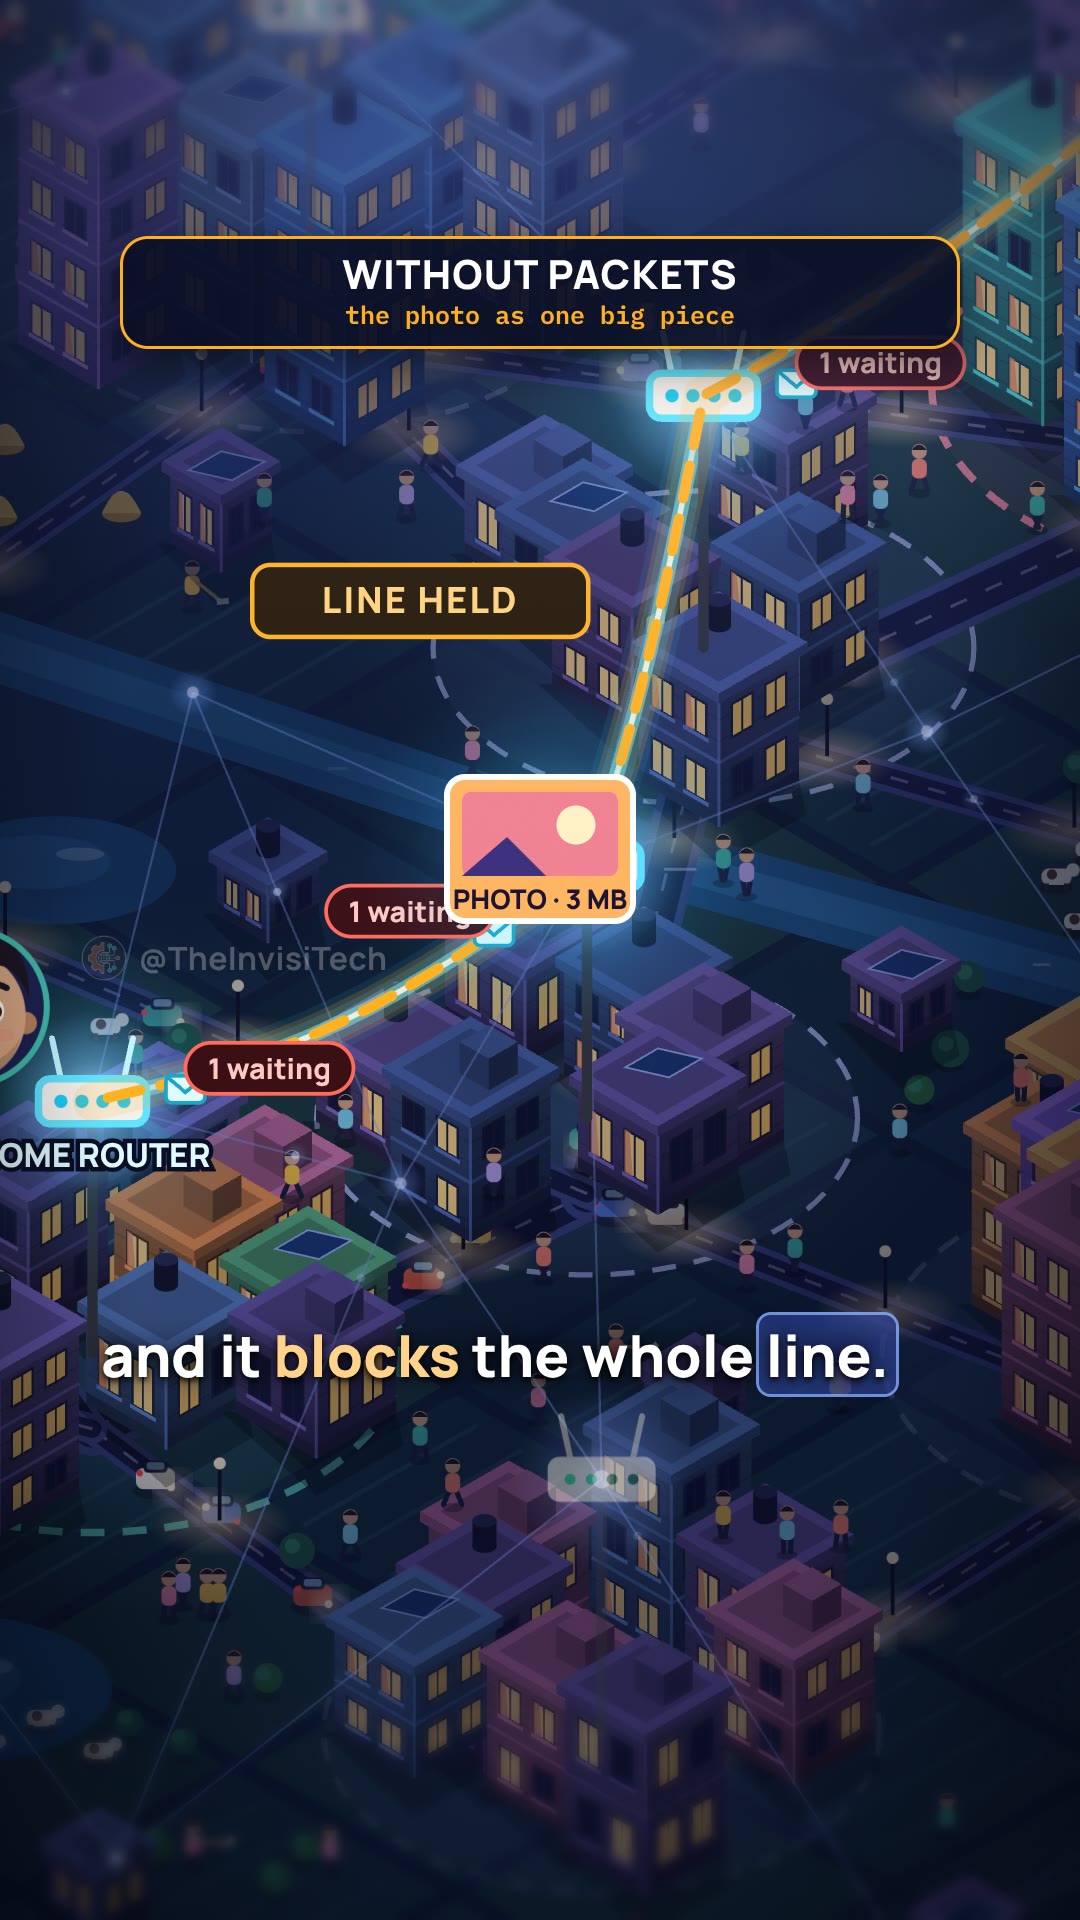 WITHOUT PACKETS
the photo as one big piece
1 waiting
LINE HELD
PHOTO · 3 MB
1 waiting
@TheInvisiTech
1 waiting
OME ROUTER
and it blocks the whole line.